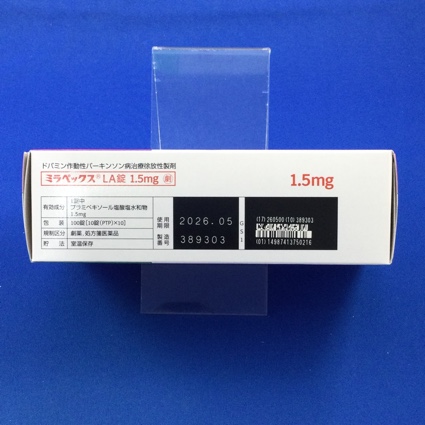 ドパミン作動性パーキンソン病治療徐放性製剤
ミラペックス®LA錠 1.5mg 劇
1.5mg
有効成分 1錠中
プラミペキソール塩酸塩水和物
1.5mg
包装 100錠[10錠(PTP)×10]
規制区分 劇薬、処方箋医薬品
貯法 室温保存
使用期限 2026.05
製造番号 389303
GS1
(17) 260500 (10) 389303
(01) 14987413750216